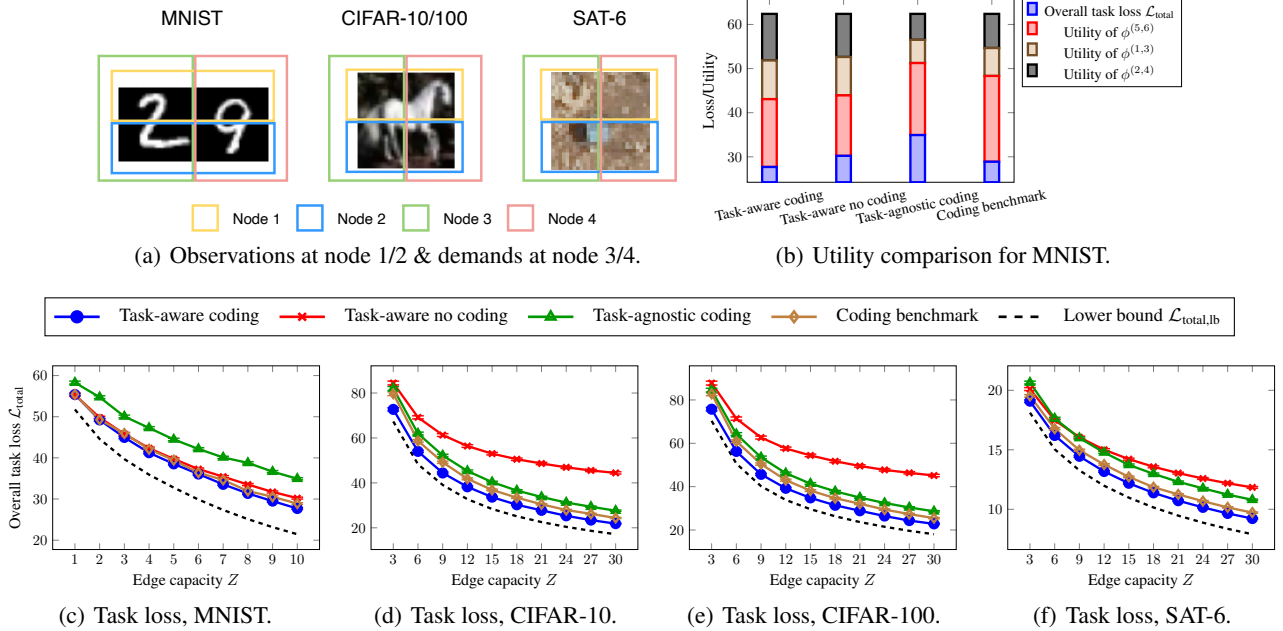 MNIST
CIFAR-10/100
SAT-6
Node 1
Node 2
Node 3
Node 4
(a) Observations at node 1/2 & demands at node 3/4.
Loss/Utility
60
50
40
30
Task-aware coding
Task-aware no coding
Task-agnostic coding
Coding benchmark
Overall task loss 𝓛total
Utility of ϕ^(5,6)
Utility of ϕ^(1,3)
Utility of ϕ^(2,4)
(b) Utility comparison for MNIST.
Task-aware coding
Task-aware no coding
Task-agnostic coding
Coding benchmark
Lower bound 𝓛total,lb
Overall task loss 𝓛total
60
50
40
30
20
1 2 3 4 5 6 7 8 9 10
Edge capacity Z
(c) Task loss, MNIST.
80
60
40
20
3 6 9 12 15 18 21 24 27 30
Edge capacity Z
(d) Task loss, CIFAR-10.
80
60
40
20
3 6 9 12 15 18 21 24 27 30
Edge capacity Z
(e) Task loss, CIFAR-100.
20
15
10
3 6 9 12 15 18 21 24 27 30
Edge capacity Z
(f) Task loss, SAT-6.